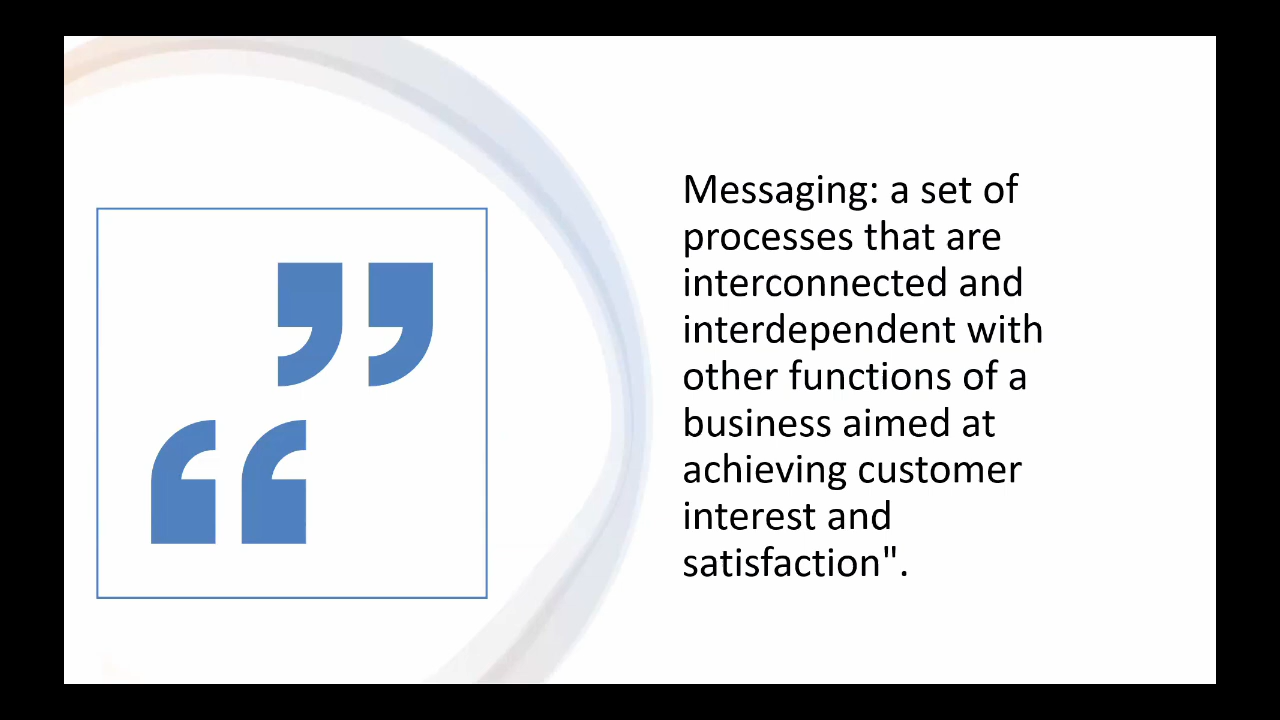 Messaging: a set of
processes that are
interconnected and
interdependent with
other functions of a
business aimed at
achieving customer
interest and
satisfaction".